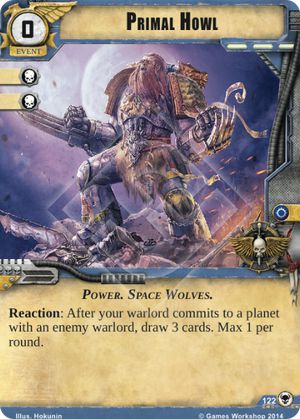 0
PRIMAL HOWL
EVENT
POWER. SPACE WOLVES.
Reaction: After your warlord commits to a planet
with an enemy warlord, draw 3 cards. Max 1 per
round.
122
Illus. Hokunin
© Games Workshop 2014